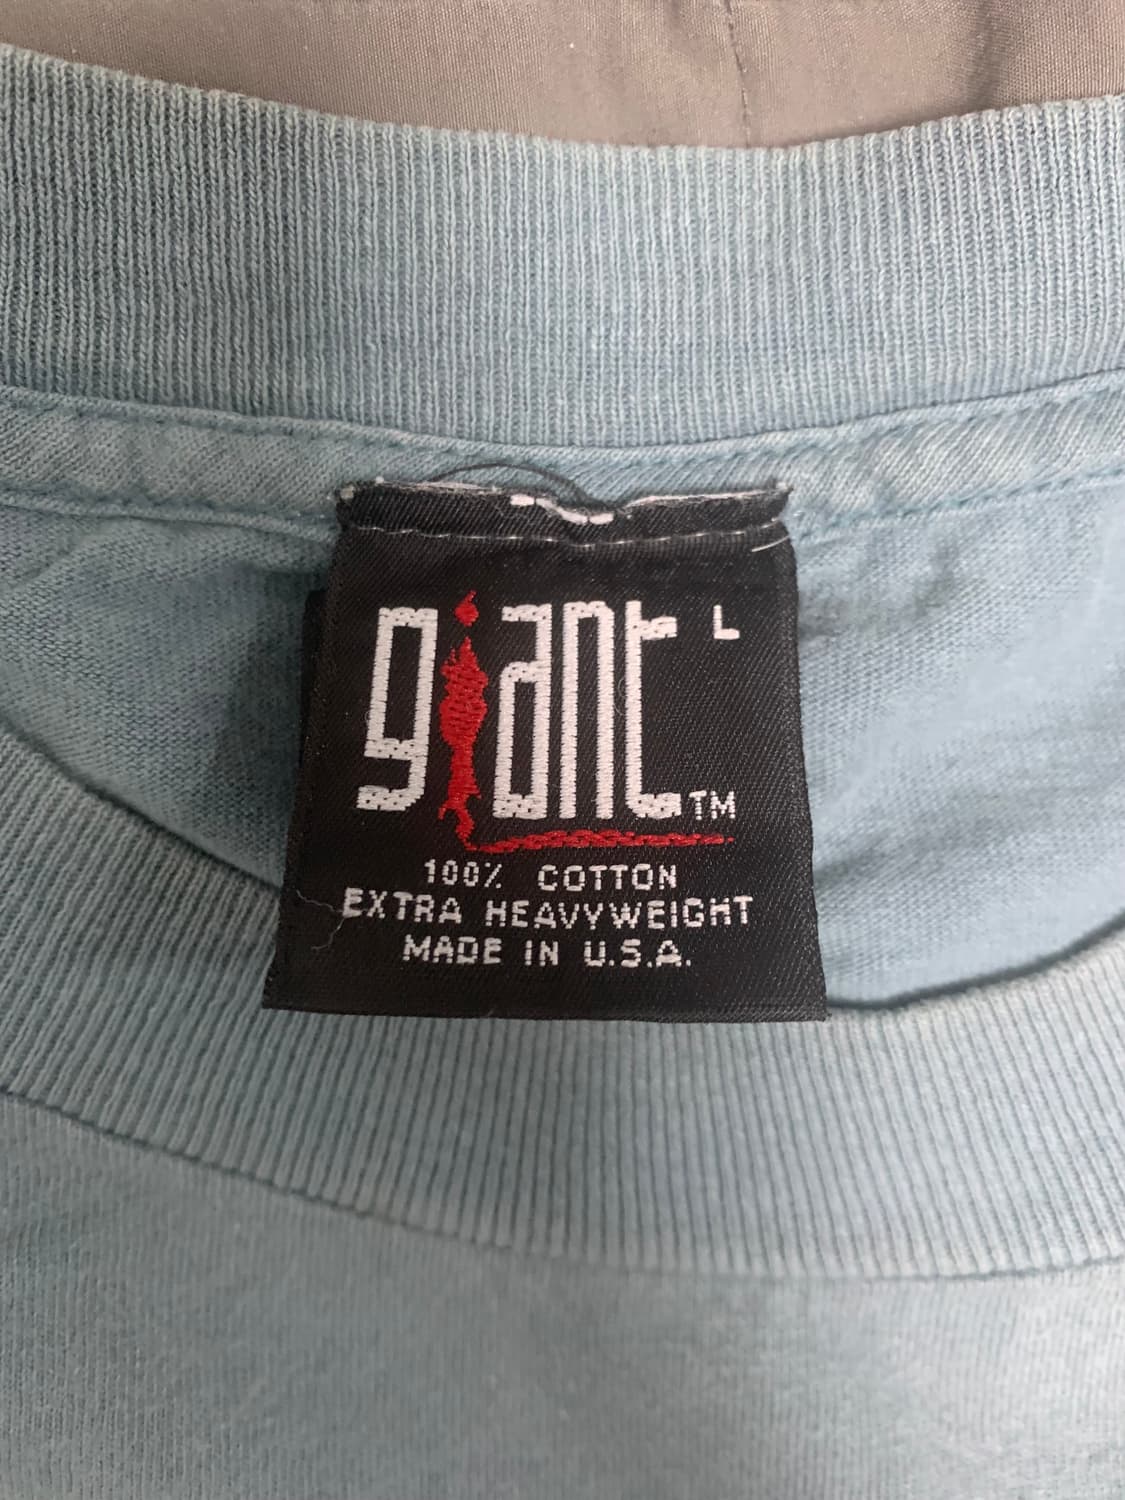 giant L
TM
100% COTTON
EXTRA HEAVYWEIGHT
MADE IN U.S.A.